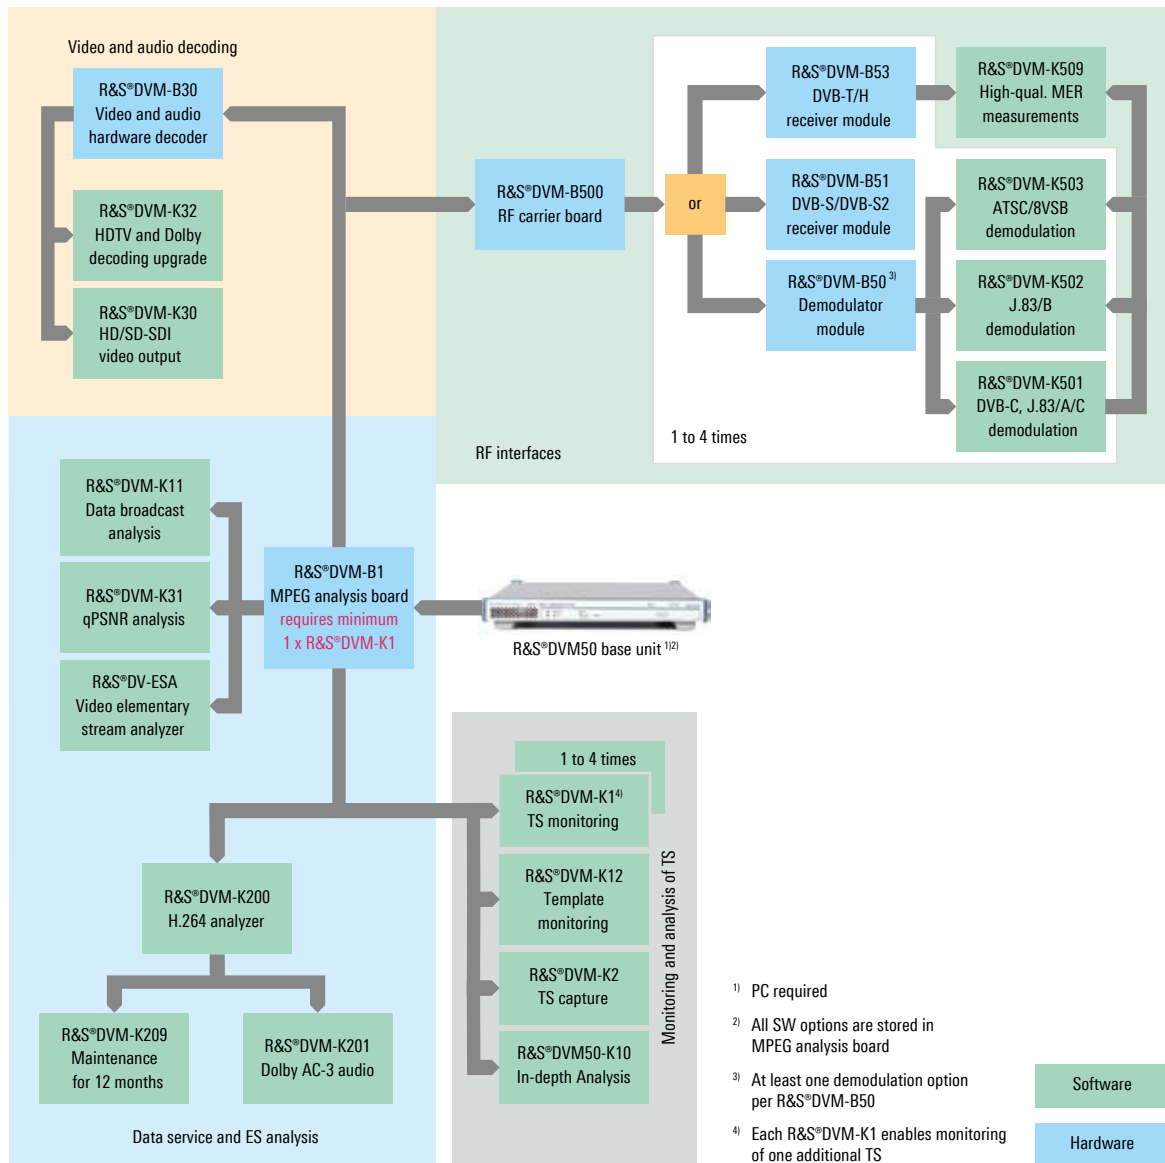 Video and audio decoding
R&S®DVM-B30
Video and audio
hardware decoder
R&S®DVM-K32
HDTV and Dolby
decoding upgrade
R&S®DVM-K30
HD/SD-SDI
video output
R&S®DVM-B500
RF carrier board
or
R&S®DVM-B53
DVB-T/H
receiver module
R&S®DVM-B51
DVB-S/DVB-S2
receiver module
R&S®DVM-B50 3)
Demodulator
module
R&S®DVM-K509
High-qual. MER
measurements
R&S®DVM-K503
ATSC/8VSB
demodulation
R&S®DVM-K502
J.83/B
demodulation
R&S®DVM-K501
DVB-C, J.83/A/C
demodulation
1 to 4 times
RF interfaces
R&S®DVM-K11
Data broadcast
analysis
R&S®DVM-K31
qPSNR analysis
R&S®DV-ESA
Video elementary
stream analyzer
R&S®DVM-B1
MPEG analysis board
requires minimum
1 x R&S®DVM-K1
R&S®DVM50 base unit 1)2)
1 to 4 times
R&S®DVM-K1 4)
TS monitoring
R&S®DVM-K12
Template
monitoring
R&S®DVM-K2
TS capture
R&S®DVM50-K10
In-depth Analysis
Monitoring and analysis of TS
R&S®DVM-K200
H.264 analyzer
R&S®DVM-K209
Maintenance
for 12 months
R&S®DVM-K201
Dolby AC-3 audio
Data service and ES analysis
1) PC required
2) All SW options are stored in
MPEG analysis board
3) At least one demodulation option
per R&S®DVM-B50
4) Each R&S®DVM-K1 enables monitoring
of one additional TS
Software
Hardware